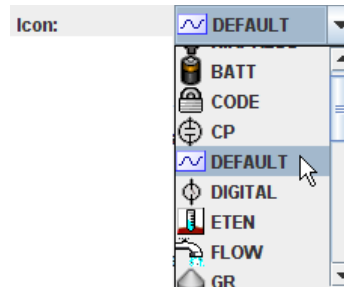 Icon: DEFAULT
BATT
CODE
CP
DEFAULT
DIGITAL
ETEN
FLOW
GR